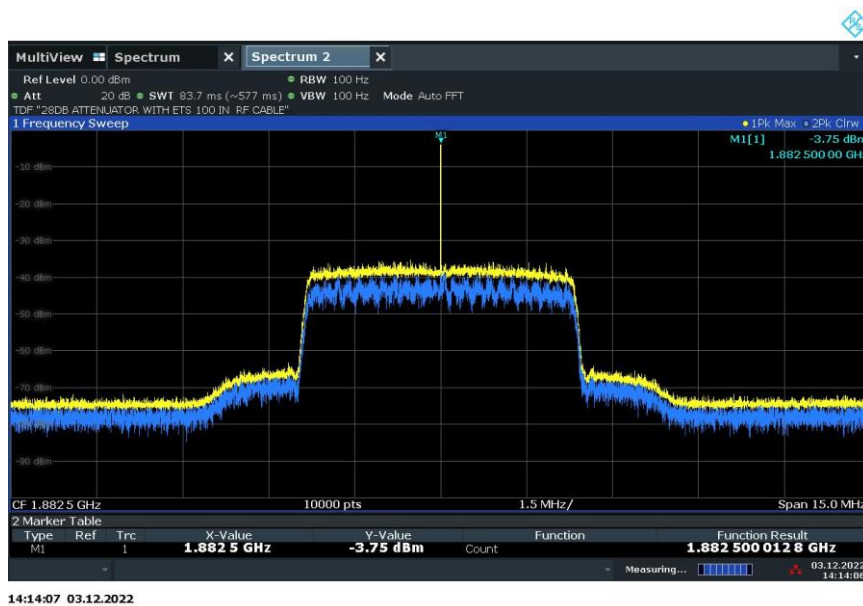 MultiView Spectrum X Spectrum 2 X
Ref Level 0.00 dBm RBW 100 Hz
Att 20 dB SWT 83.7 ms (~577 ms) VBW 100 Hz Mode Auto FFT
TDF "28DB ATTENUATOR WITH ETS 100 IN RF CABLE"
1 Frequency Sweep 1Pk Max 2Pk Clrw
M1
M1[1] -3.75 dBm
1.882 500 00 GH
-10 dBm
-20 dBm
-30 dBm
-40 dBm
-50 dBm
-60 dBm
-70 dBm
-90 dBm
CF 1.882 5 GHz 10000 pts 1.5 MHz/ Span 15.0 MHz
2 Marker Table
Type Ref Trc X-Value Y-Value Function Function Result
M1 1 1.882 5 GHz -3.75 dBm Count 1.882 500 012 8 GHz
Measuring... 03.12.2022
14:14:06
14:14:07 03.12.2022